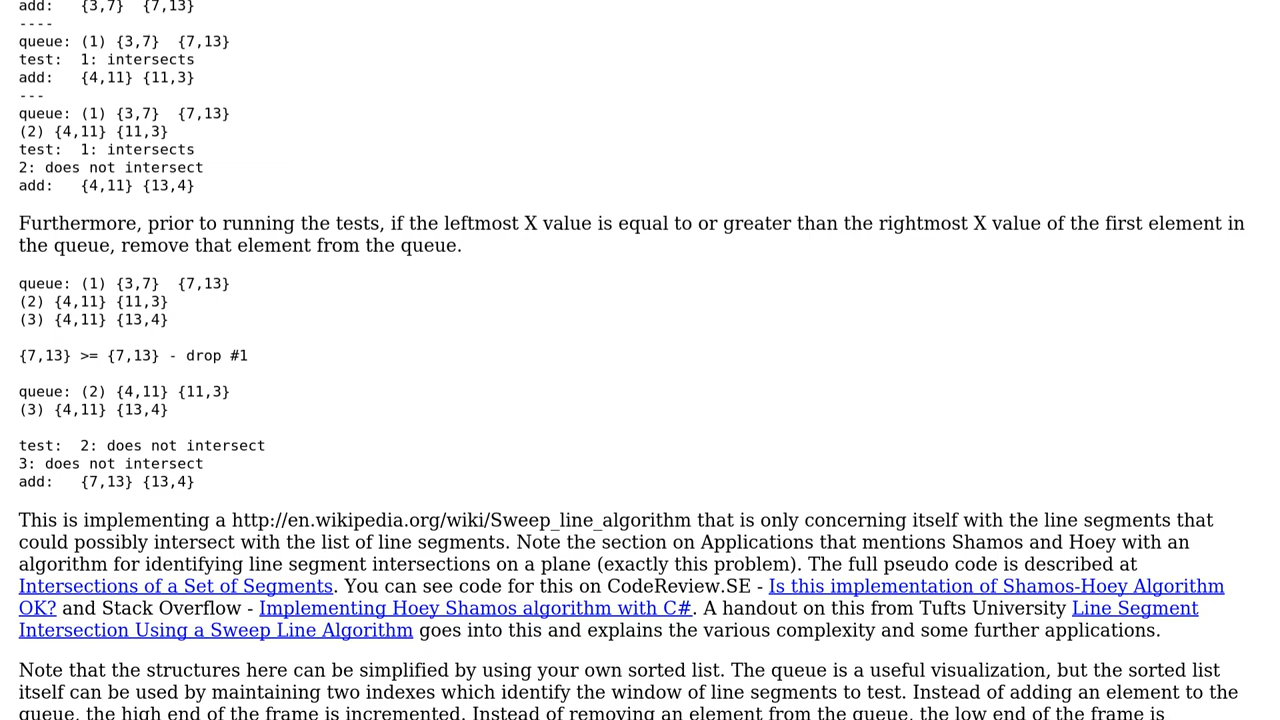 add:   {3,7}  {7,13}
----
queue: (1) {3,7}  {7,13}
test:  1: intersects
add:   {4,11} {11,3}
---
queue: (1) {3,7}  {7,13}
(2) {4,11} {11,3}
test:  1: intersects
2: does not intersect
add:   {4,11} {13,4}
Furthermore, prior to running the tests, if the leftmost X value is equal to or greater than the rightmost X value of the first element in
the queue, remove that element from the queue.
queue: (1) {3,7}  {7,13}
(2) {4,11} {11,3}
(3) {4,11} {13,4}
{7,13} >= {7,13} - drop #1
queue: (2) {4,11} {11,3}
(3) {4,11} {13,4}
test:  2: does not intersect
3: does not intersect
add:   {7,13} {13,4}
This is implementing a http://en.wikipedia.org/wiki/Sweep_line_algorithm that is only concerning itself with the line segments that
could possibly intersect with the list of line segments. Note the section on Applications that mentions Shamos and Hoey with an
algorithm for identifying line segment intersections on a plane (exactly this problem). The full pseudo code is described at
Intersections of a Set of Segments. You can see code for this on CodeReview.SE - Is this implementation of Shamos-Hoey Algorithm
OK? and Stack Overflow - Implementing Hoey Shamos algorithm with C#. A handout on this from Tufts University Line Segment
Intersection Using a Sweep Line Algorithm goes into this and explains the various complexity and some further applications.
Note that the structures here can be simplified by using your own sorted list. The queue is a useful visualization, but the sorted list
itself can be used by maintaining two indexes which identify the window of line segments to test. Instead of adding an element to the
queue, the high end of the frame is incremented. Instead of removing an element from the queue, the low end of the frame is